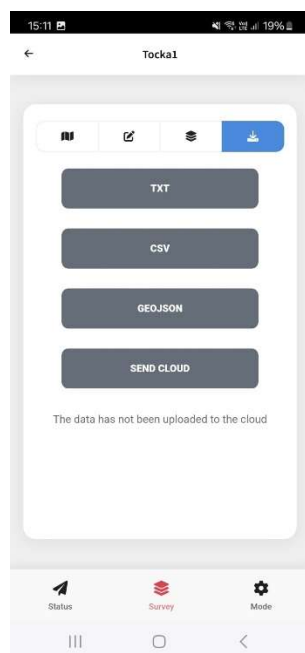 15:11 19%
Tocka1
TXT
CSV
GEOJSON
SEND CLOUD
The data has not been uploaded to the cloud
Status Survey Mode